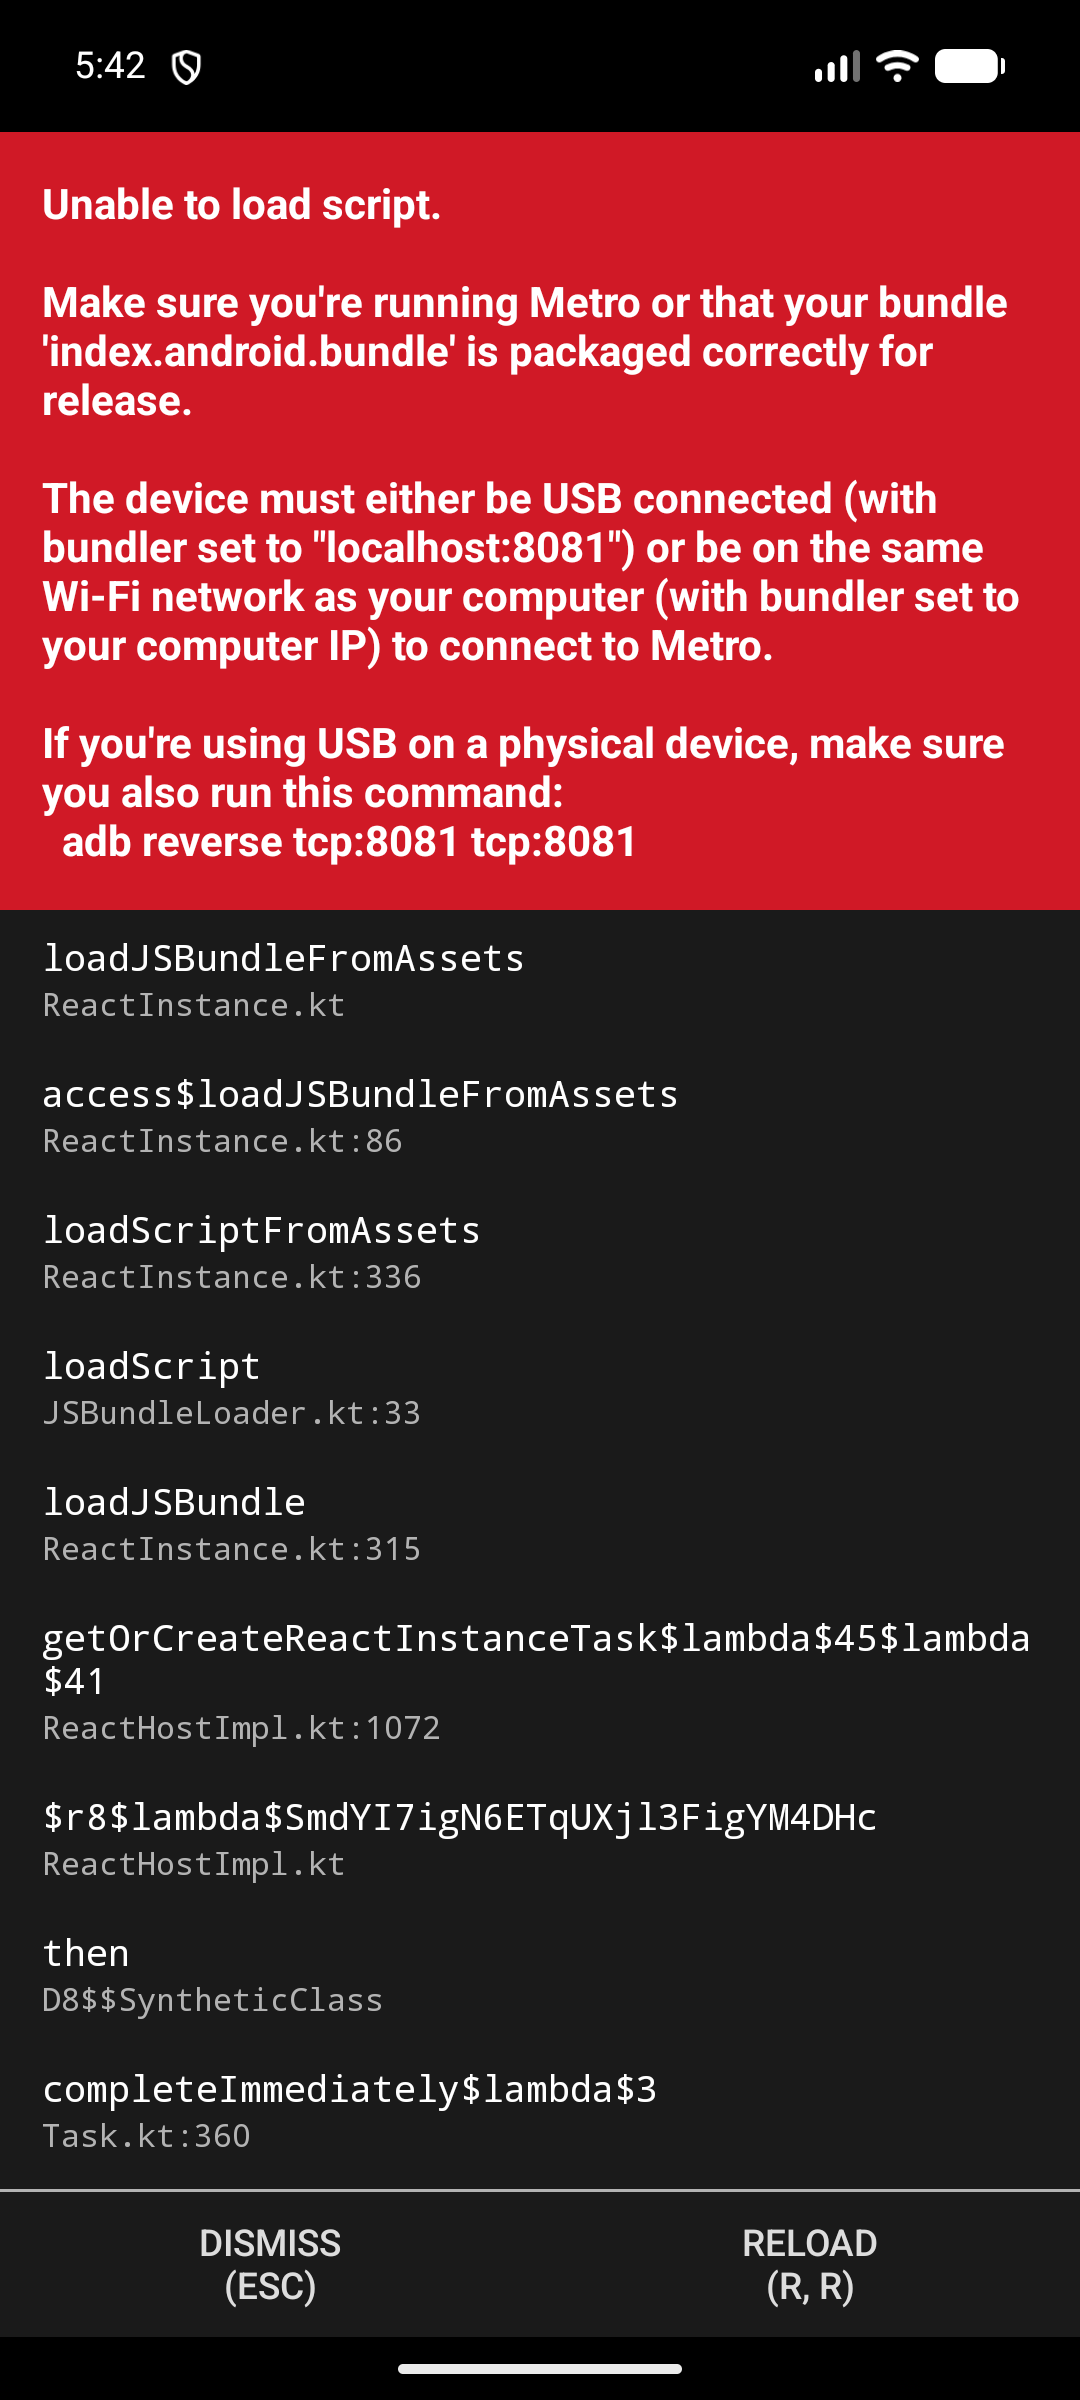 5:42
Unable to load script.
Make sure you're running Metro or that your bundle
'index.android.bundle' is packaged correctly for
release.
The device must either be USB connected (with
bundler set to "localhost:8081") or be on the same
Wi-Fi network as your computer (with bundler set to
your computer IP) to connect to Metro.
If you're using USB on a physical device, make sure
you also run this command:
adb reverse tcp:8081 tcp:8081
loadJSBundleFromAssets
ReactInstance.kt
access$loadJSBundleFromAssets
ReactInstance.kt:86
loadScriptFromAssets
ReactInstance.kt:336
loadScript
JSBundleLoader.kt:33
loadJSBundle
ReactInstance.kt:315
getOrCreateReactInstanceTask$lambda$45$lambda
$41
ReactHostImpl.kt:1072
$r8$lambda$SmdYI7igN6ETqUXjl3FigYM4DHc
ReactHostImpl.kt
then
D8$$SyntheticClass
completeImmediately$lambda$3
Task.kt:360
DISMISS
(ESC)
RELOAD
(R, R)